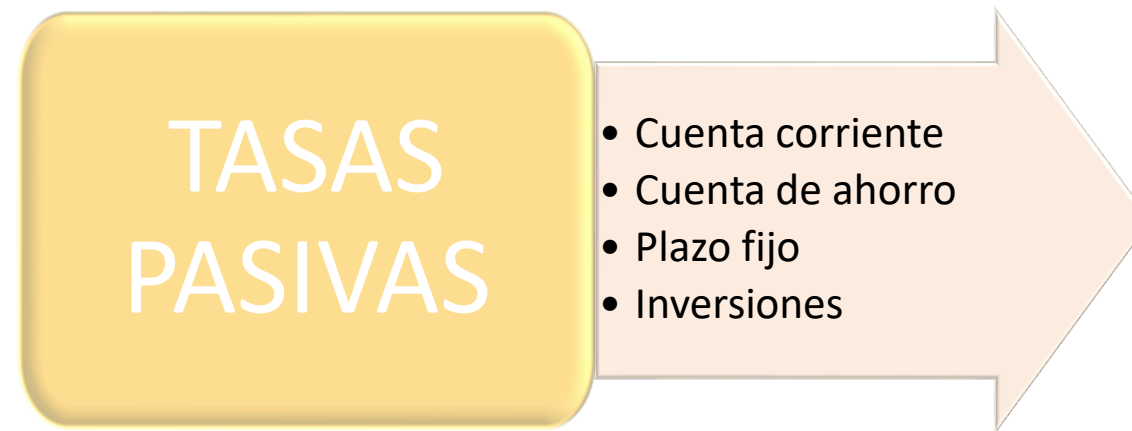 TASAS
PASIVAS
• Cuenta corriente
• Cuenta de ahorro
• Plazo fijo
• Inversiones